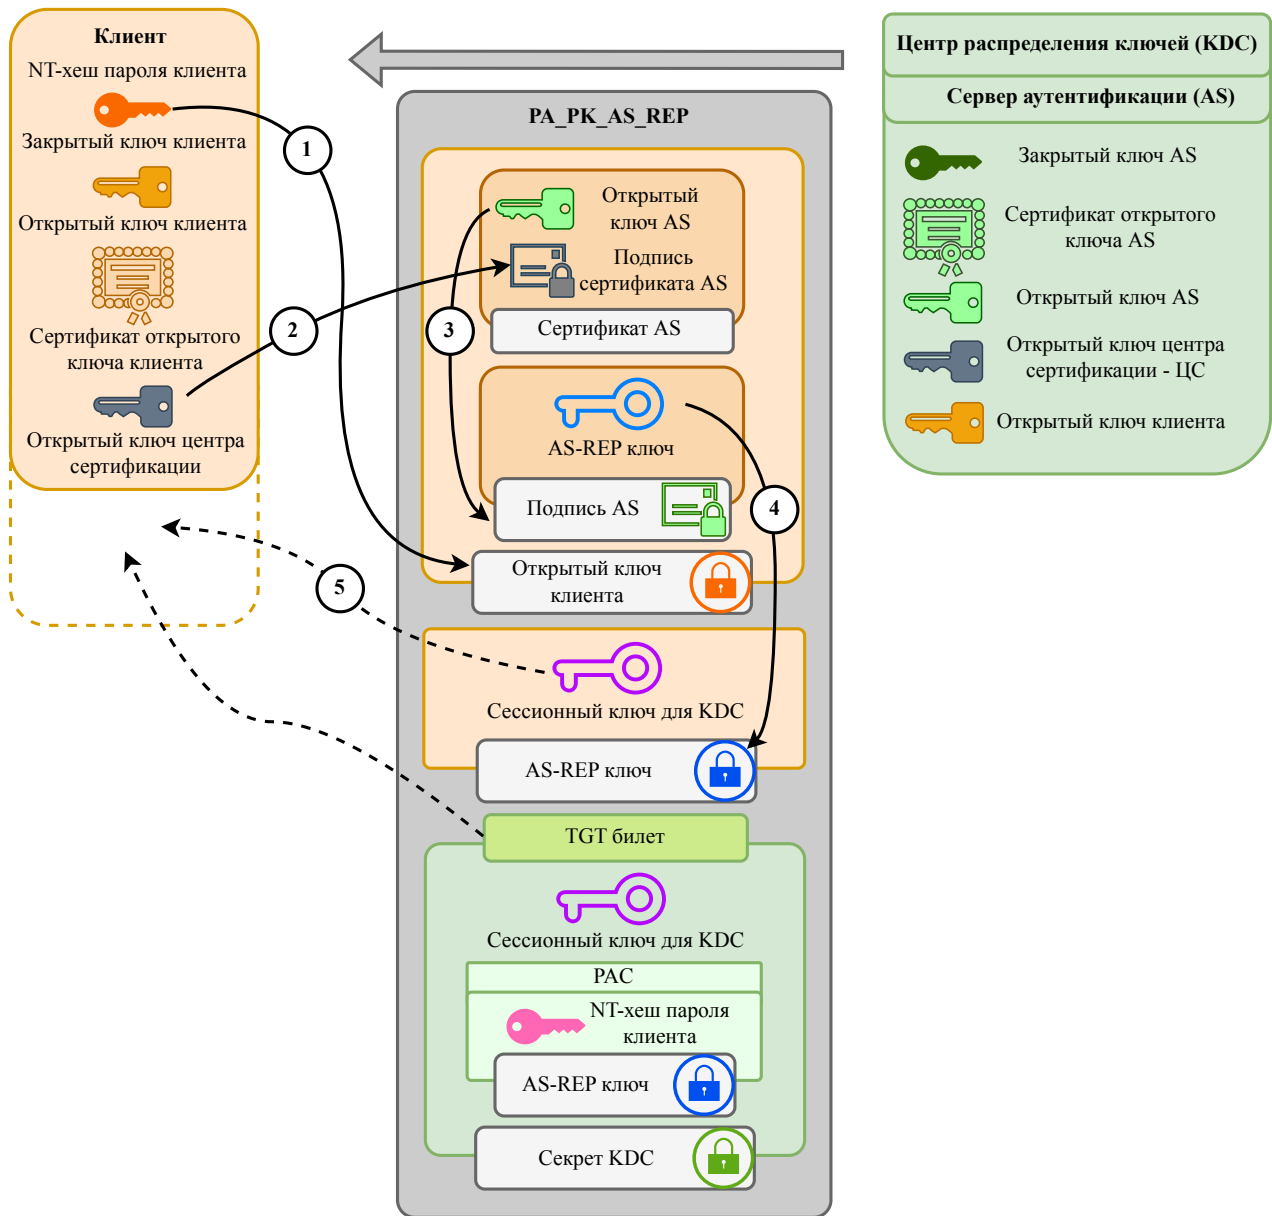 Клиент
NT-хеш пароля клиента
Закрытый ключ клиента
Открытый ключ клиента
Сертификат открытого
ключа клиента
Открытый ключ центра
сертификации
1
2
3
4
5
PA_PK_AS_REP
Открытый
ключ AS
Подпись
сертификата AS
Сертификат AS
AS-REP ключ
Подпись AS
Открытый ключ
клиента
Сессионный ключ для KDC
AS-REP ключ
TGT билет
Сессионный ключ для KDC
PAC
NT-хеш пароля
клиента
AS-REP ключ
Секрет KDC
Центр распределения ключей (KDC)
Сервер аутентификации (AS)
Закрытый ключ AS
Сертификат открытого
ключа AS
Открытый ключ AS
Открытый ключ центра
сертификации - ЦС
Открытый ключ клиента